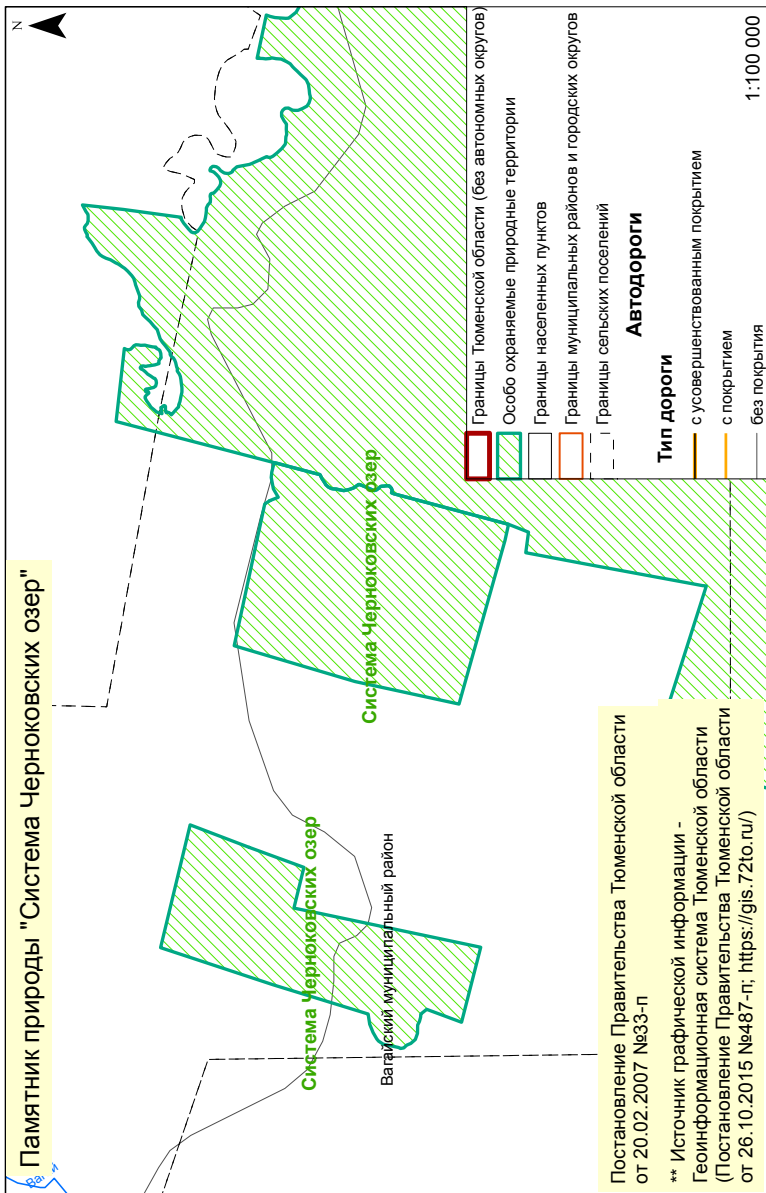 Памятник природы "Система Черноковских озер"
N
Система Черноковских озер
Система Черноковских озер
Вагайский муниципальный район
Постановление Правительства Тюменской области
от 20.02.2007 №33-п
** Источник графической информации -
Геоинформационная система Тюменской области
(Постановление Правительства Тюменской области
от 26.10.2015 №487-п; https://gis.72to.ru/)
Границы Тюменской области (без автономных округов)
Особо охраняемые природные территории
Границы населенных пунктов
Границы муниципальных районов и городских округов
Границы сельских поселений
Автодороги
Тип дороги
с усовершенствованным покрытием
с покрытием
без покрытия
1:100 000